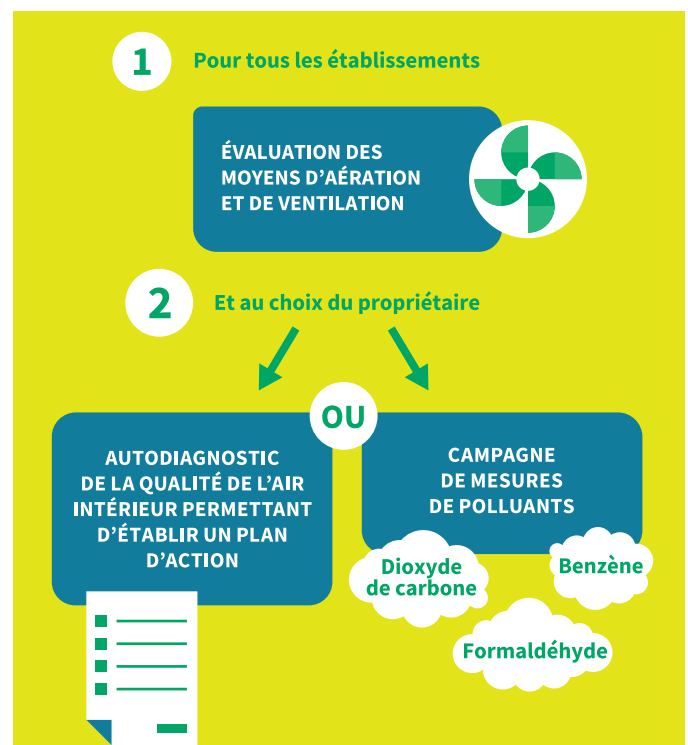 1
Pour tous les établissements
ÉVALUATION DES
MOYENS D’AÉRATION
ET DE VENTILATION
2
Et au choix du propriétaire
OU
AUTODIAGNOSTIC
DE LA QUALITÉ DE L’AIR
INTÉRIEUR PERMETTANT
D’ÉTABLIR UN PLAN
D’ACTION
CAMPAGNE
DE MESURES
DE POLLUANTS
Dioxyde
de carbone
Benzène
Formaldéhyde